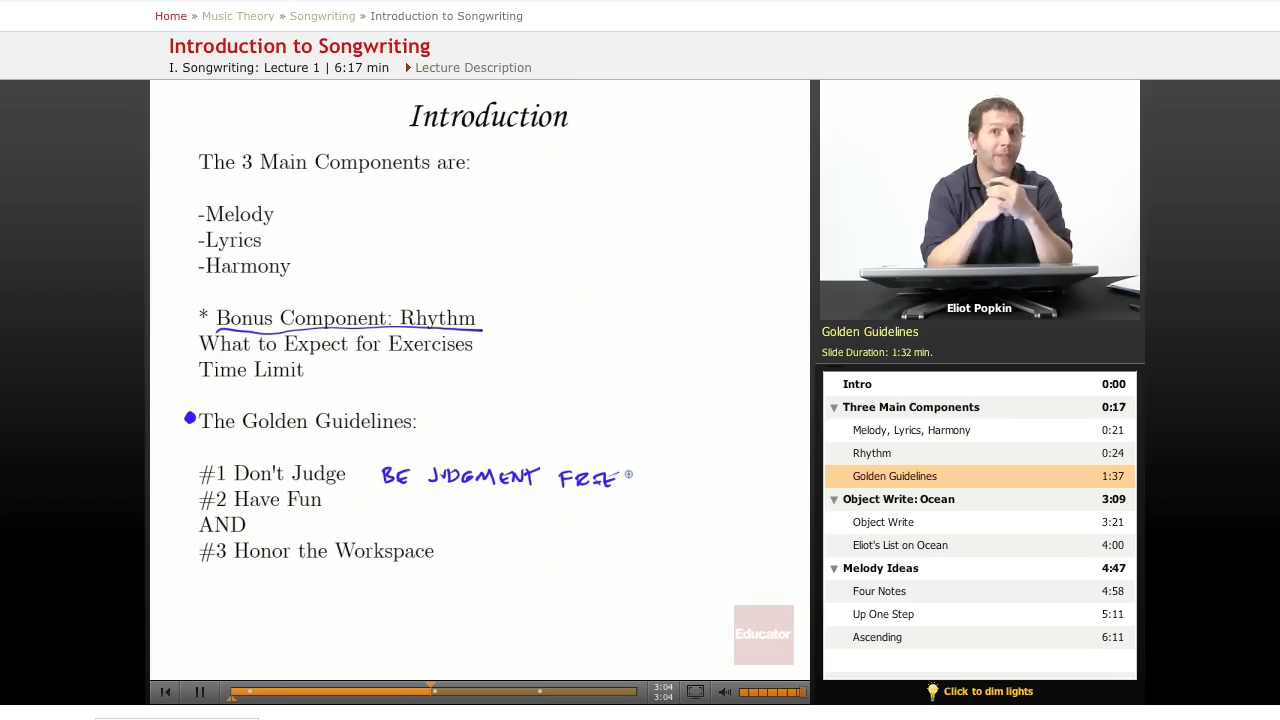 Home » Music Theory » Songwriting » Introduction to Songwriting
Introduction to Songwriting
I. Songwriting: Lecture 1 | 6:17 min Lecture Description
Introduction
The 3 Main Components are:
-Melody
-Lyrics
-Harmony
* Bonus Component: Rhythm
What to Expect for Exercises
Time Limit
The Golden Guidelines:
#1 Don't Judge BE JUDGMENT FREE
#2 Have Fun
AND
#3 Honor the Workspace
Educator
3:04
3:04
Eliot Popkin
Golden Guidelines
Slide Duration: 1:32 min.
Intro 0:00
Three Main Components 0:17
Melody, Lyrics, Harmony 0:21
Rhythm 0:24
Golden Guidelines 1:37
Object Write: Ocean 3:09
Object Write 3:21
Eliot's List on Ocean 4:00
Melody Ideas 4:47
Four Notes 4:58
Up One Step 5:11
Ascending 6:11
Click to dim lights